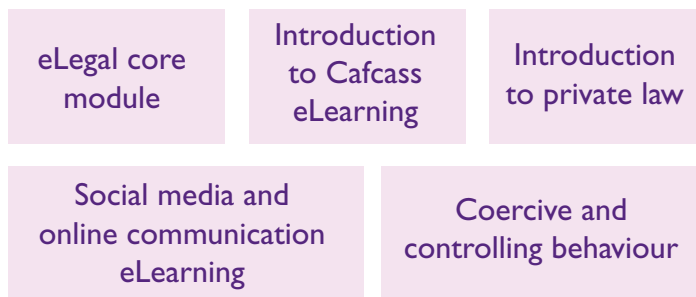 eLegal core
module
Introduction
to Cafcass
eLearning
Introduction
to private law
Social media and
online communication
eLearning
Coercive and
controlling behaviour